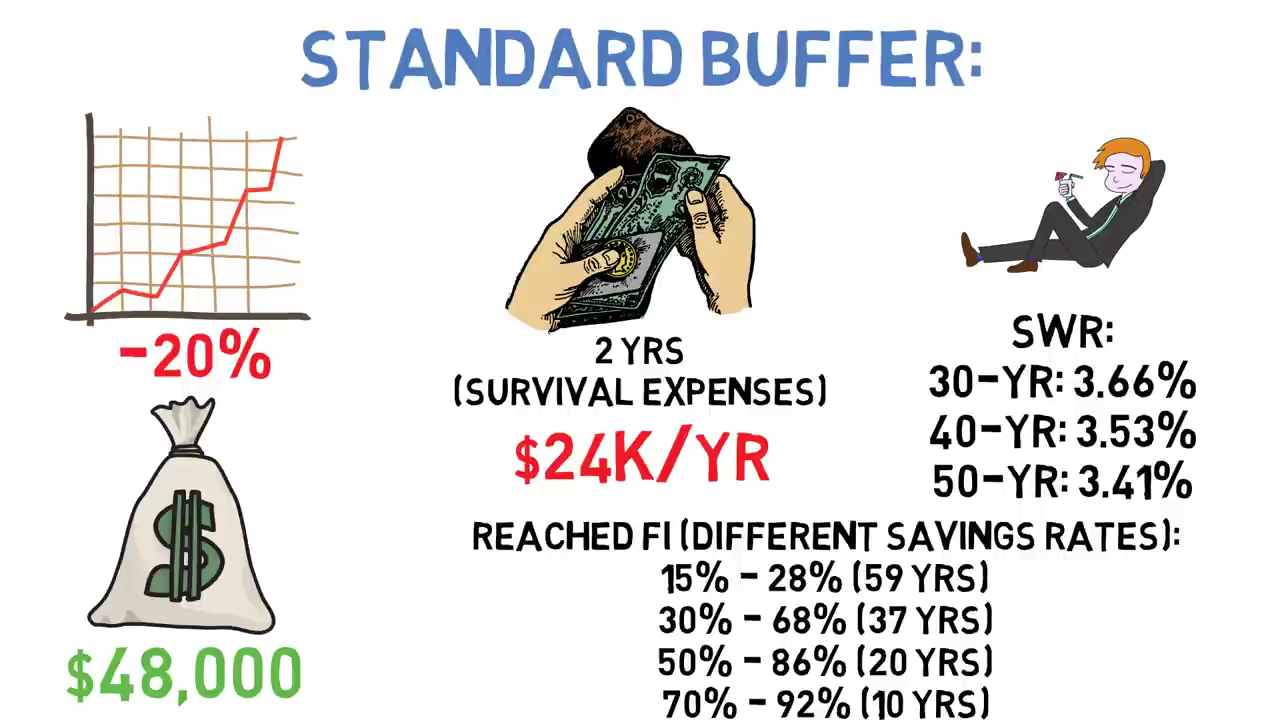 STANDARD BUFFER:
-20%
$48,000
2 YRS
(SURVIVAL EXPENSES)
$24K/YR
SWR:
30-YR: 3.66%
40-YR: 3.53%
50-YR: 3.41%
REACHED FI (DIFFERENT SAVINGS RATES):
15% - 28% (59 YRS)
30% - 68% (37 YRS)
50% - 86% (20 YRS)
70% - 92% (10 YRS)